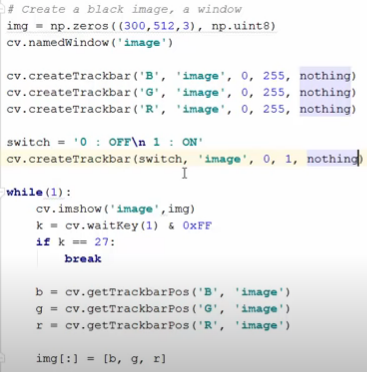 # Create a black image, a window
img = np.zeros((300,512,3), np.uint8)
cv.namedWindow('image')
cv.createTrackbar('B', 'image', 0, 255, nothing)
cv.createTrackbar('G', 'image', 0, 255, nothing)
cv.createTrackbar('R', 'image', 0, 255, nothing)
switch = '0 : OFF\n 1 : ON'
cv.createTrackbar(switch, 'image', 0, 1, nothing)
while(1):
    cv.imshow('image',img)
    k = cv.waitKey(1) & 0xFF
    if k == 27:
        break
    b = cv.getTrackbarPos('B', 'image')
    g = cv.getTrackbarPos('G', 'image')
    r = cv.getTrackbarPos('R', 'image')
    img[:] = [b, g, r]